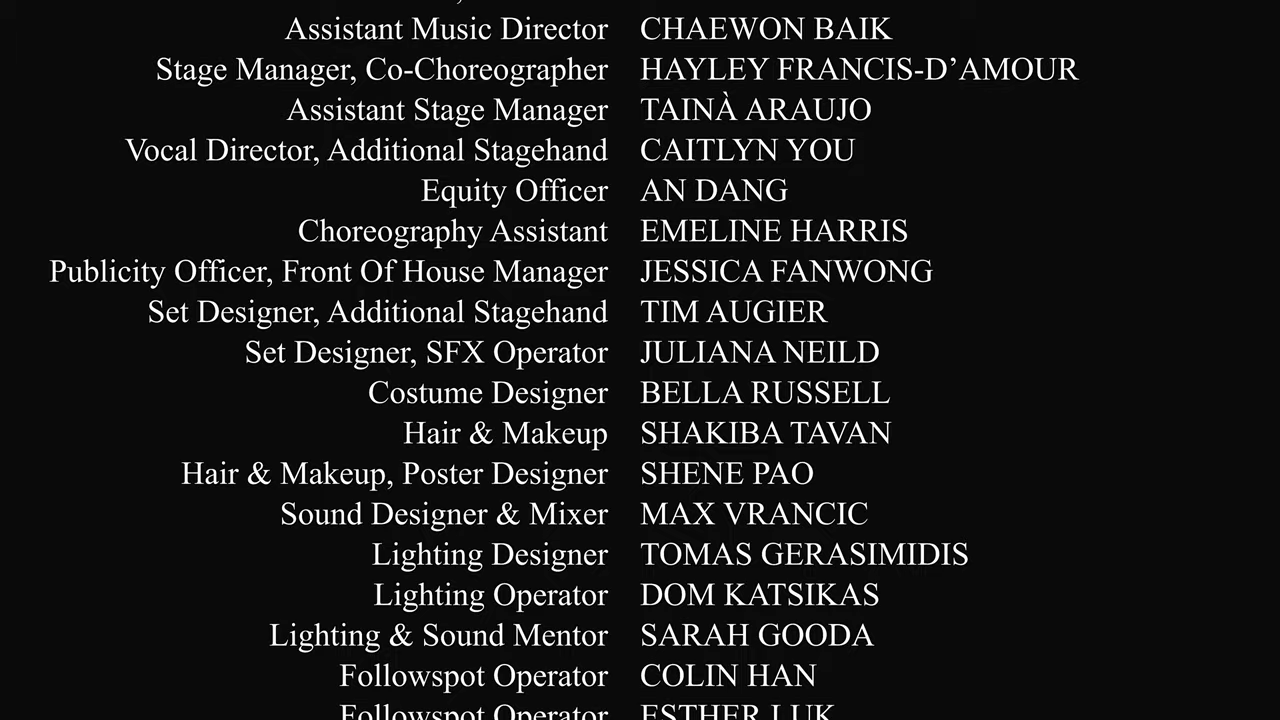 Assistant Music Director CHAEWON BAIK
Stage Manager, Co-Choreographer HAYLEY FRANCIS-D’AMOUR
Assistant Stage Manager TAINÀ ARAUJO
Vocal Director, Additional Stagehand CAITLYN YOU
Equity Officer AN DANG
Choreography Assistant EMELINE HARRIS
Publicity Officer, Front Of House Manager JESSICA FANWONG
Set Designer, Additional Stagehand TIM AUGIER
Set Designer, SFX Operator JULIANA NEILD
Costume Designer BELLA RUSSELL
Hair & Makeup SHAKIBA TAVAN
Hair & Makeup, Poster Designer SHENE PAO
Sound Designer & Mixer MAX VRANCIC
Lighting Designer TOMAS GERASIMIDIS
Lighting Operator DOM KATSIKAS
Lighting & Sound Mentor SARAH GOODA
Followspot Operator COLIN HAN
Followspot Operator ESTHER LUK